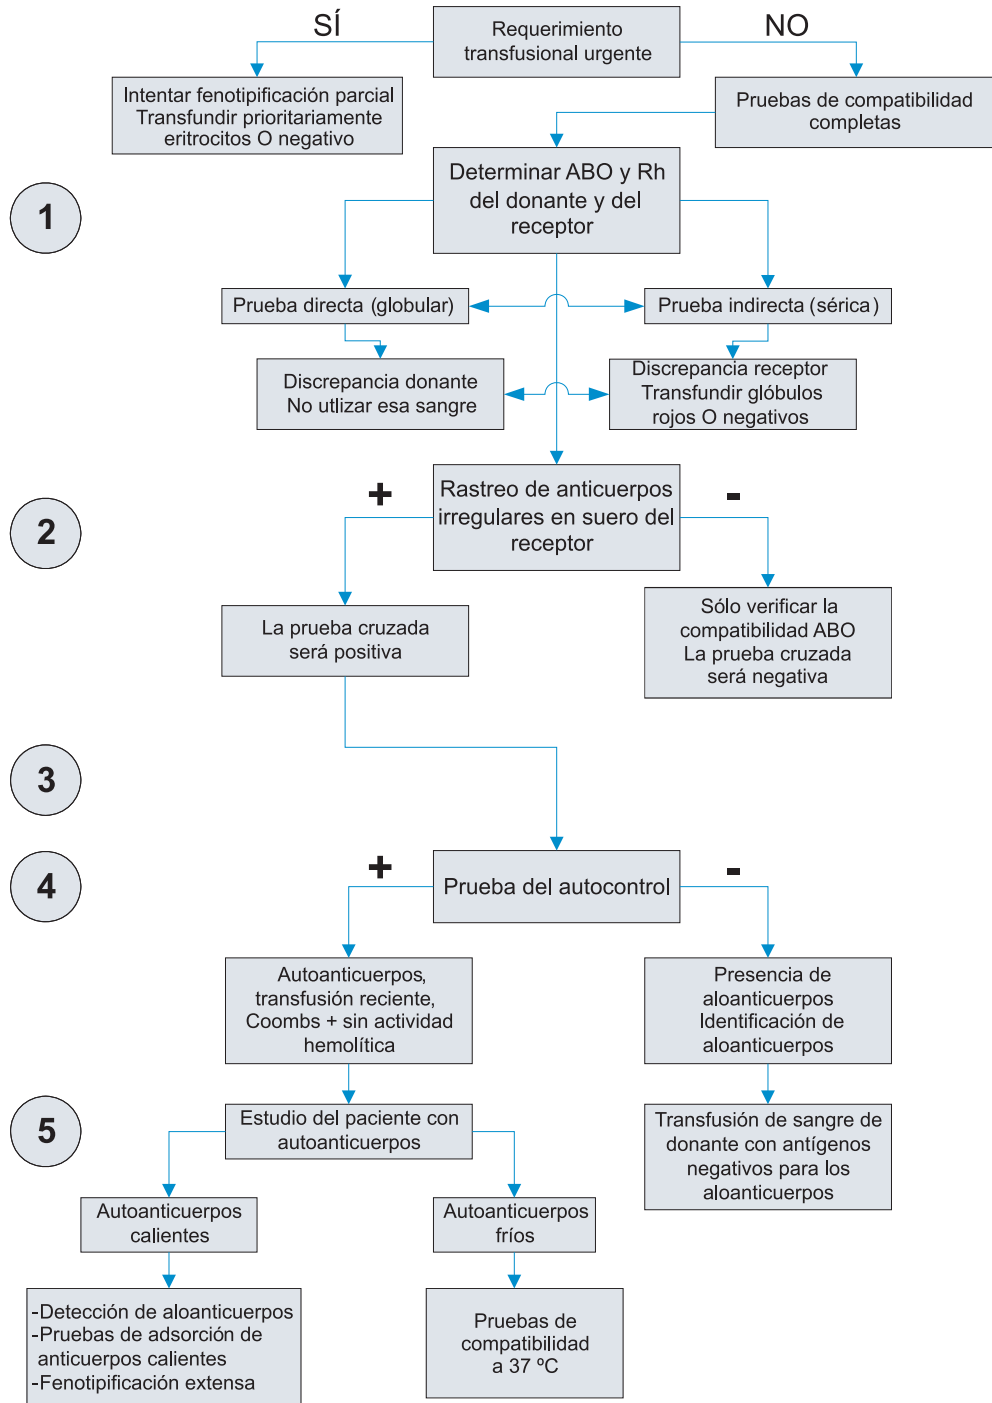 SÍ
Requerimiento
transfusional urgente
NO
Intentar fenotipificación parcial
Transfundir prioritariamente
eritrocitos O negativo
Pruebas de compatibilidad
completas
1
Determinar ABO y Rh
del donante y del
receptor
Prueba directa (globular)
Prueba indirecta (sérica)
Discrepancia donante
No utlizar esa sangre
Discrepancia receptor
Transfundir glóbulos
rojos O negativos
2
+
Rastreo de anticuerpos
irregulares en suero del
receptor
-
La prueba cruzada
será positiva
Sólo verificar la
compatibilidad ABO
La prueba cruzada
será negativa
3
4
+
Prueba del autocontrol
-
Autoanticuerpos,
transfusión reciente,
Coombs + sin actividad
hemolítica
Presencia de
aloanticuerpos
Identificación de
aloanticuerpos
5
Estudio del paciente con
autoanticuerpos
Transfusión de sangre de
donante con antígenos
negativos para los
aloanticuerpos
Autoanticuerpos
calientes
Autoanticuerpos
fríos
-Detección de aloanticuerpos
-Pruebas de adsorción de
anticuerpos calientes
-Fenotipificación extensa
Pruebas de
compatibilidad
a 37 ºC